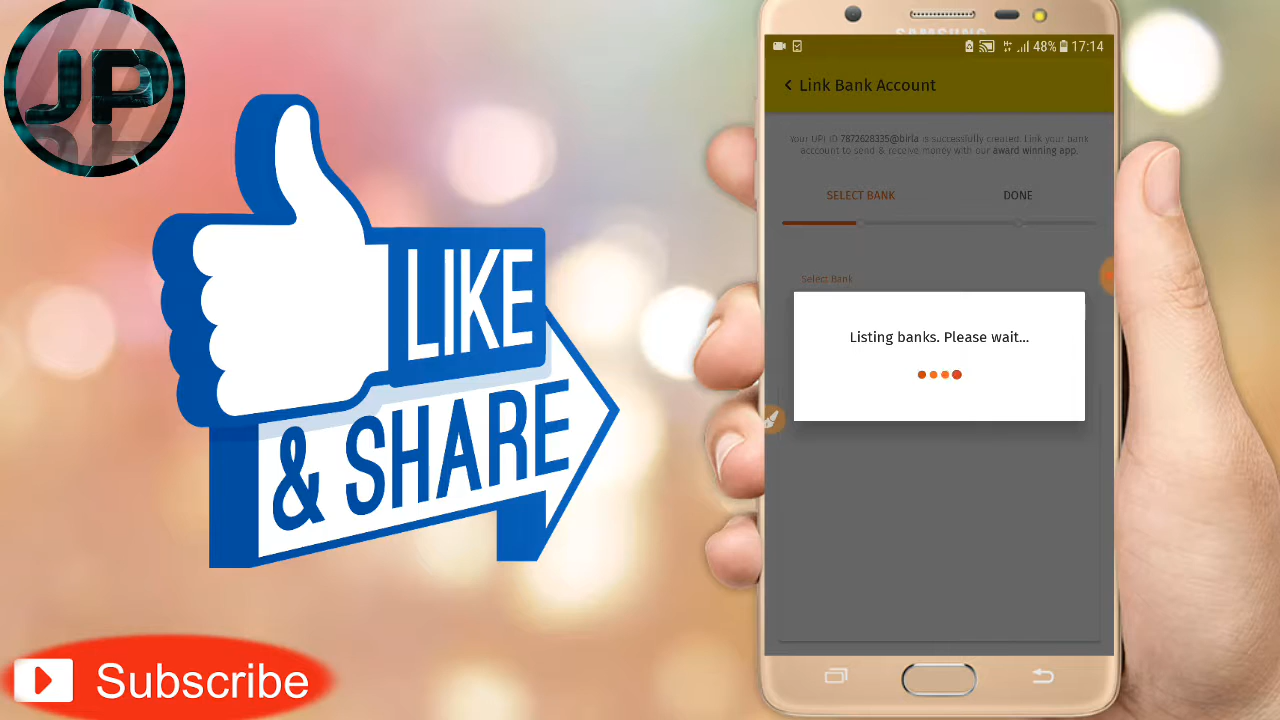 JP
LIKE
& SHARE
Subscribe
SAMSUNG
48% 17:14
Link Bank Account
Your UPI ID 7872628335@birla is successfully created. Link your bank
acccount to send & receive money with our award winning app.
SELECT BANK
DONE
Select Bank
Listing banks. Please wait...